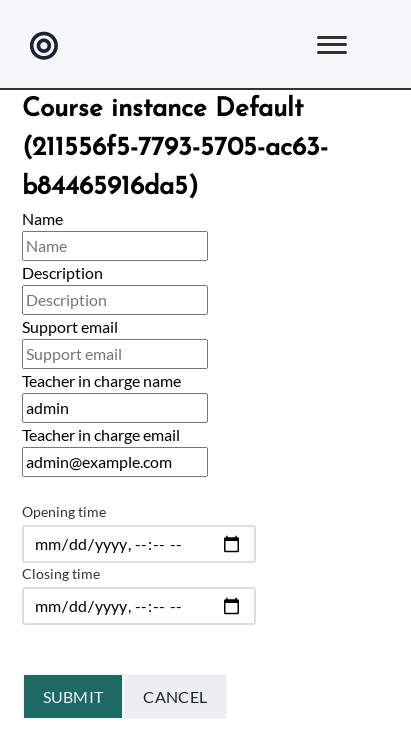 Course instance Default
(211556f5-7793-5705-ac63-
b84465916da5)
Name
Name
Description
Description
Support email
Support email
Teacher in charge name
admin
Teacher in charge email
admin@example.com
Opening time
mm/dd/yyyy, --:-- --
Closing time
mm/dd/yyyy, --:-- --
SUBMIT CANCEL